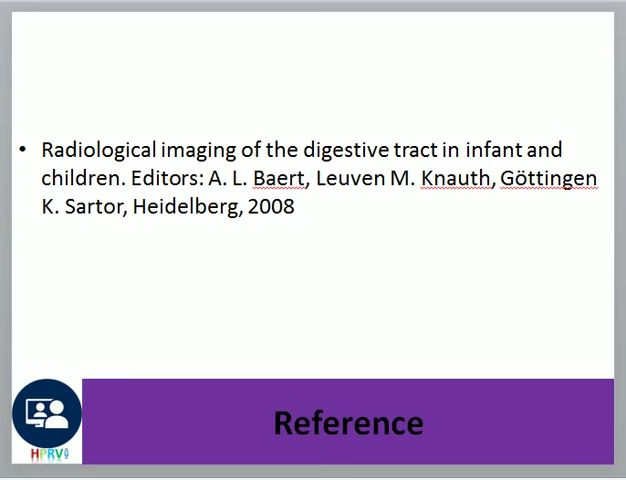 • Radiological imaging of the digestive tract in infant and
children. Editors: A. L. Baert, Leuven M. Knauth, Göttingen
K. Sartor, Heidelberg, 2008
Reference
HPRV